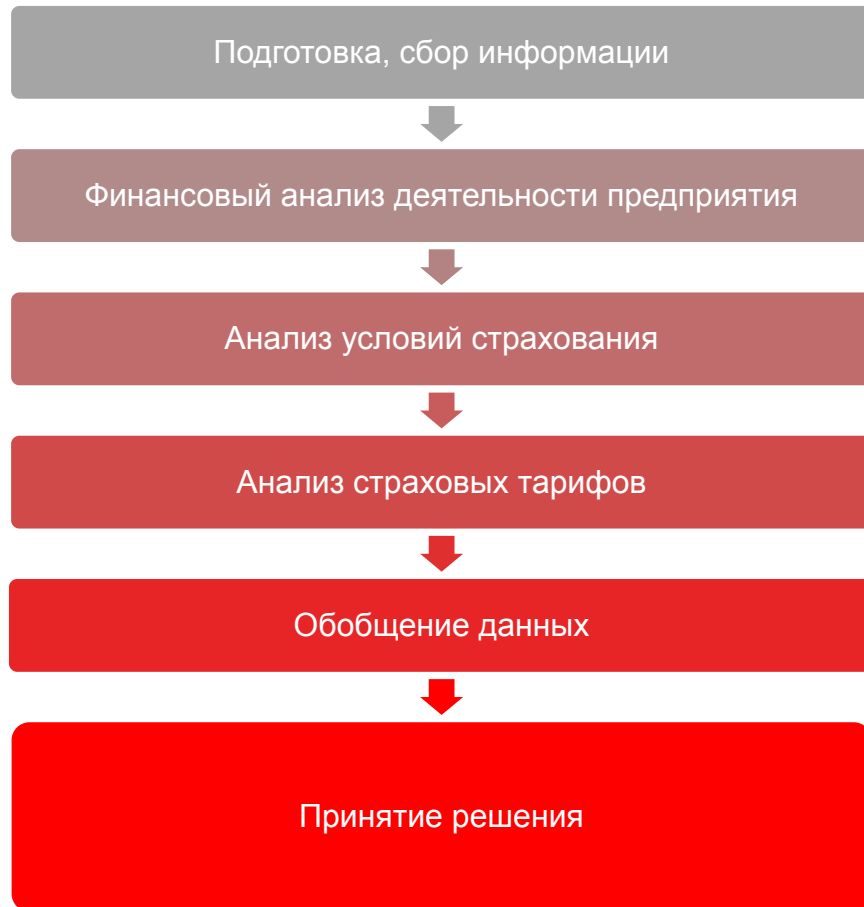 Подготовка, сбор информации
Финансовый анализ деятельности предприятия
Анализ условий страхования
Анализ страховых тарифов
Обобщение данных
Принятие решения